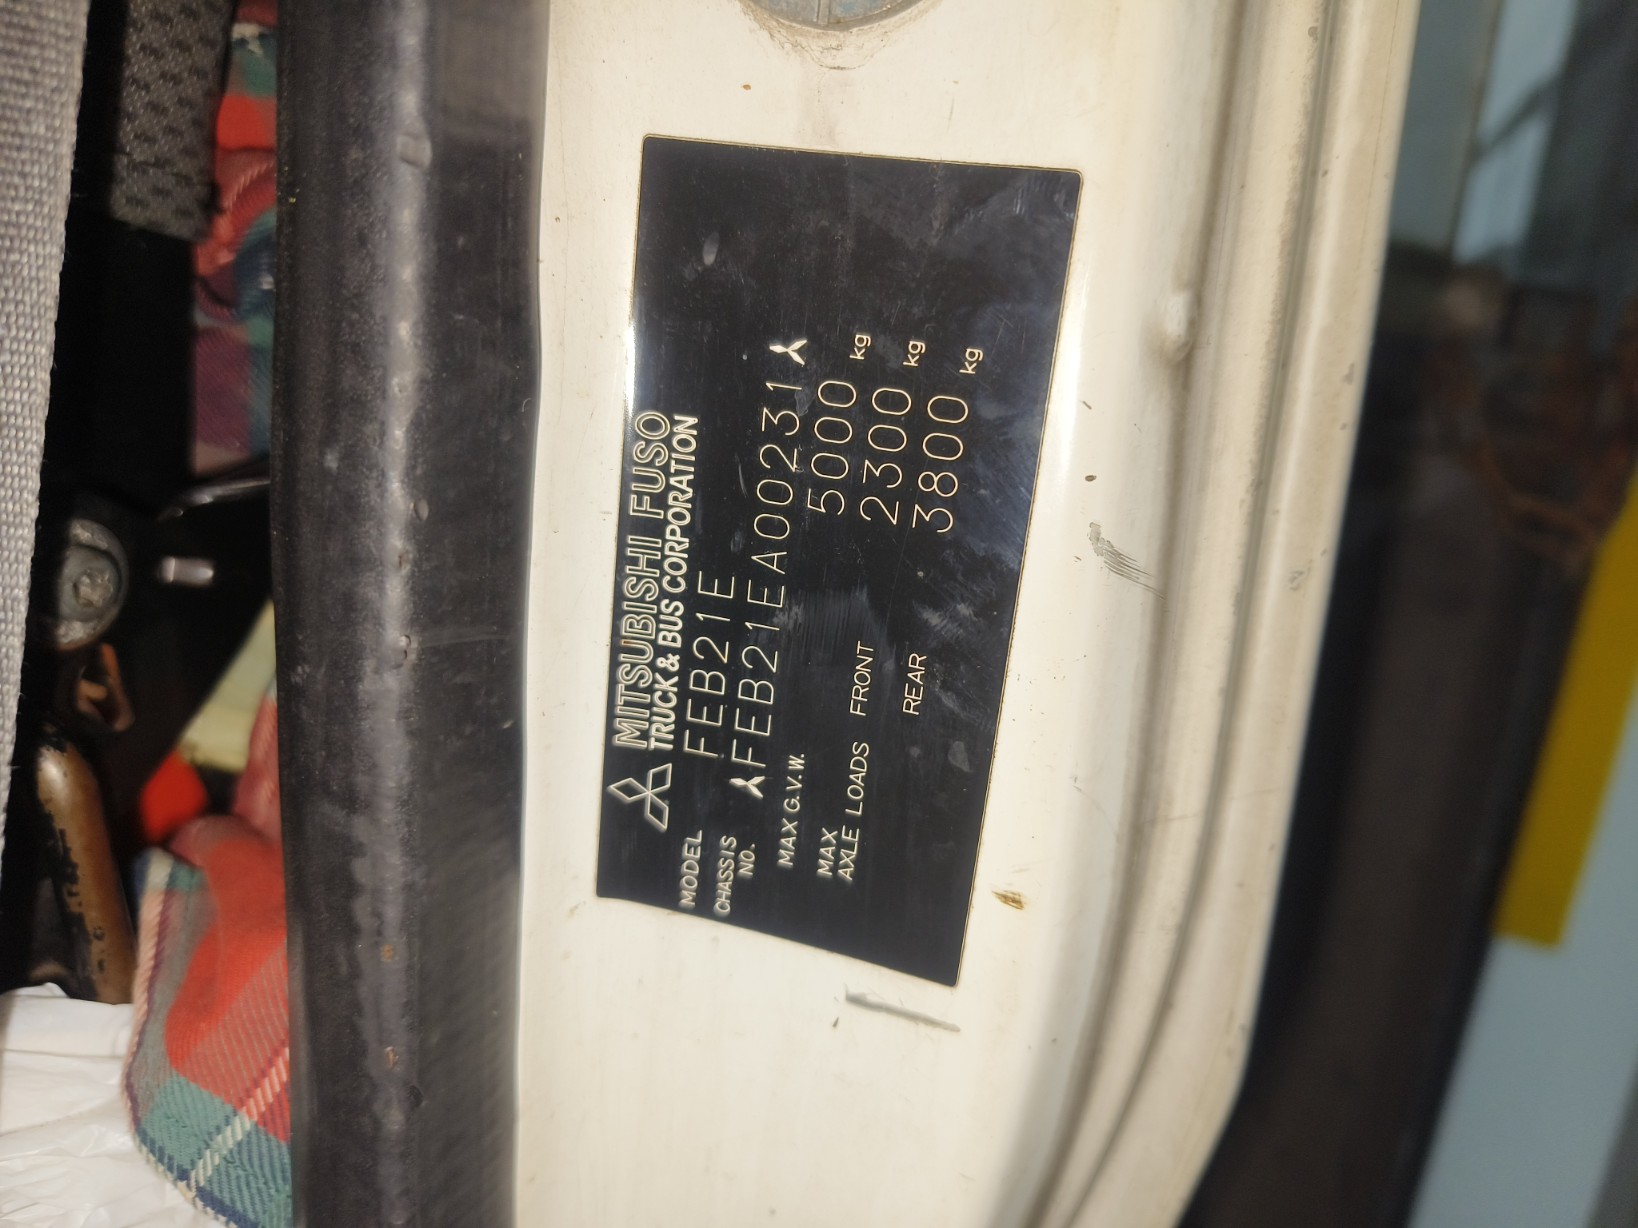 MITSUBISHI FUSO
TRUCK & BUS CORPORATION
MODEL FEB21E
CHASSIS NO. FEB21EA00231
MAX G.V.W. 5000 kg
MAX
AXLE LOADS FRONT 2300 kg
REAR 3800 kg